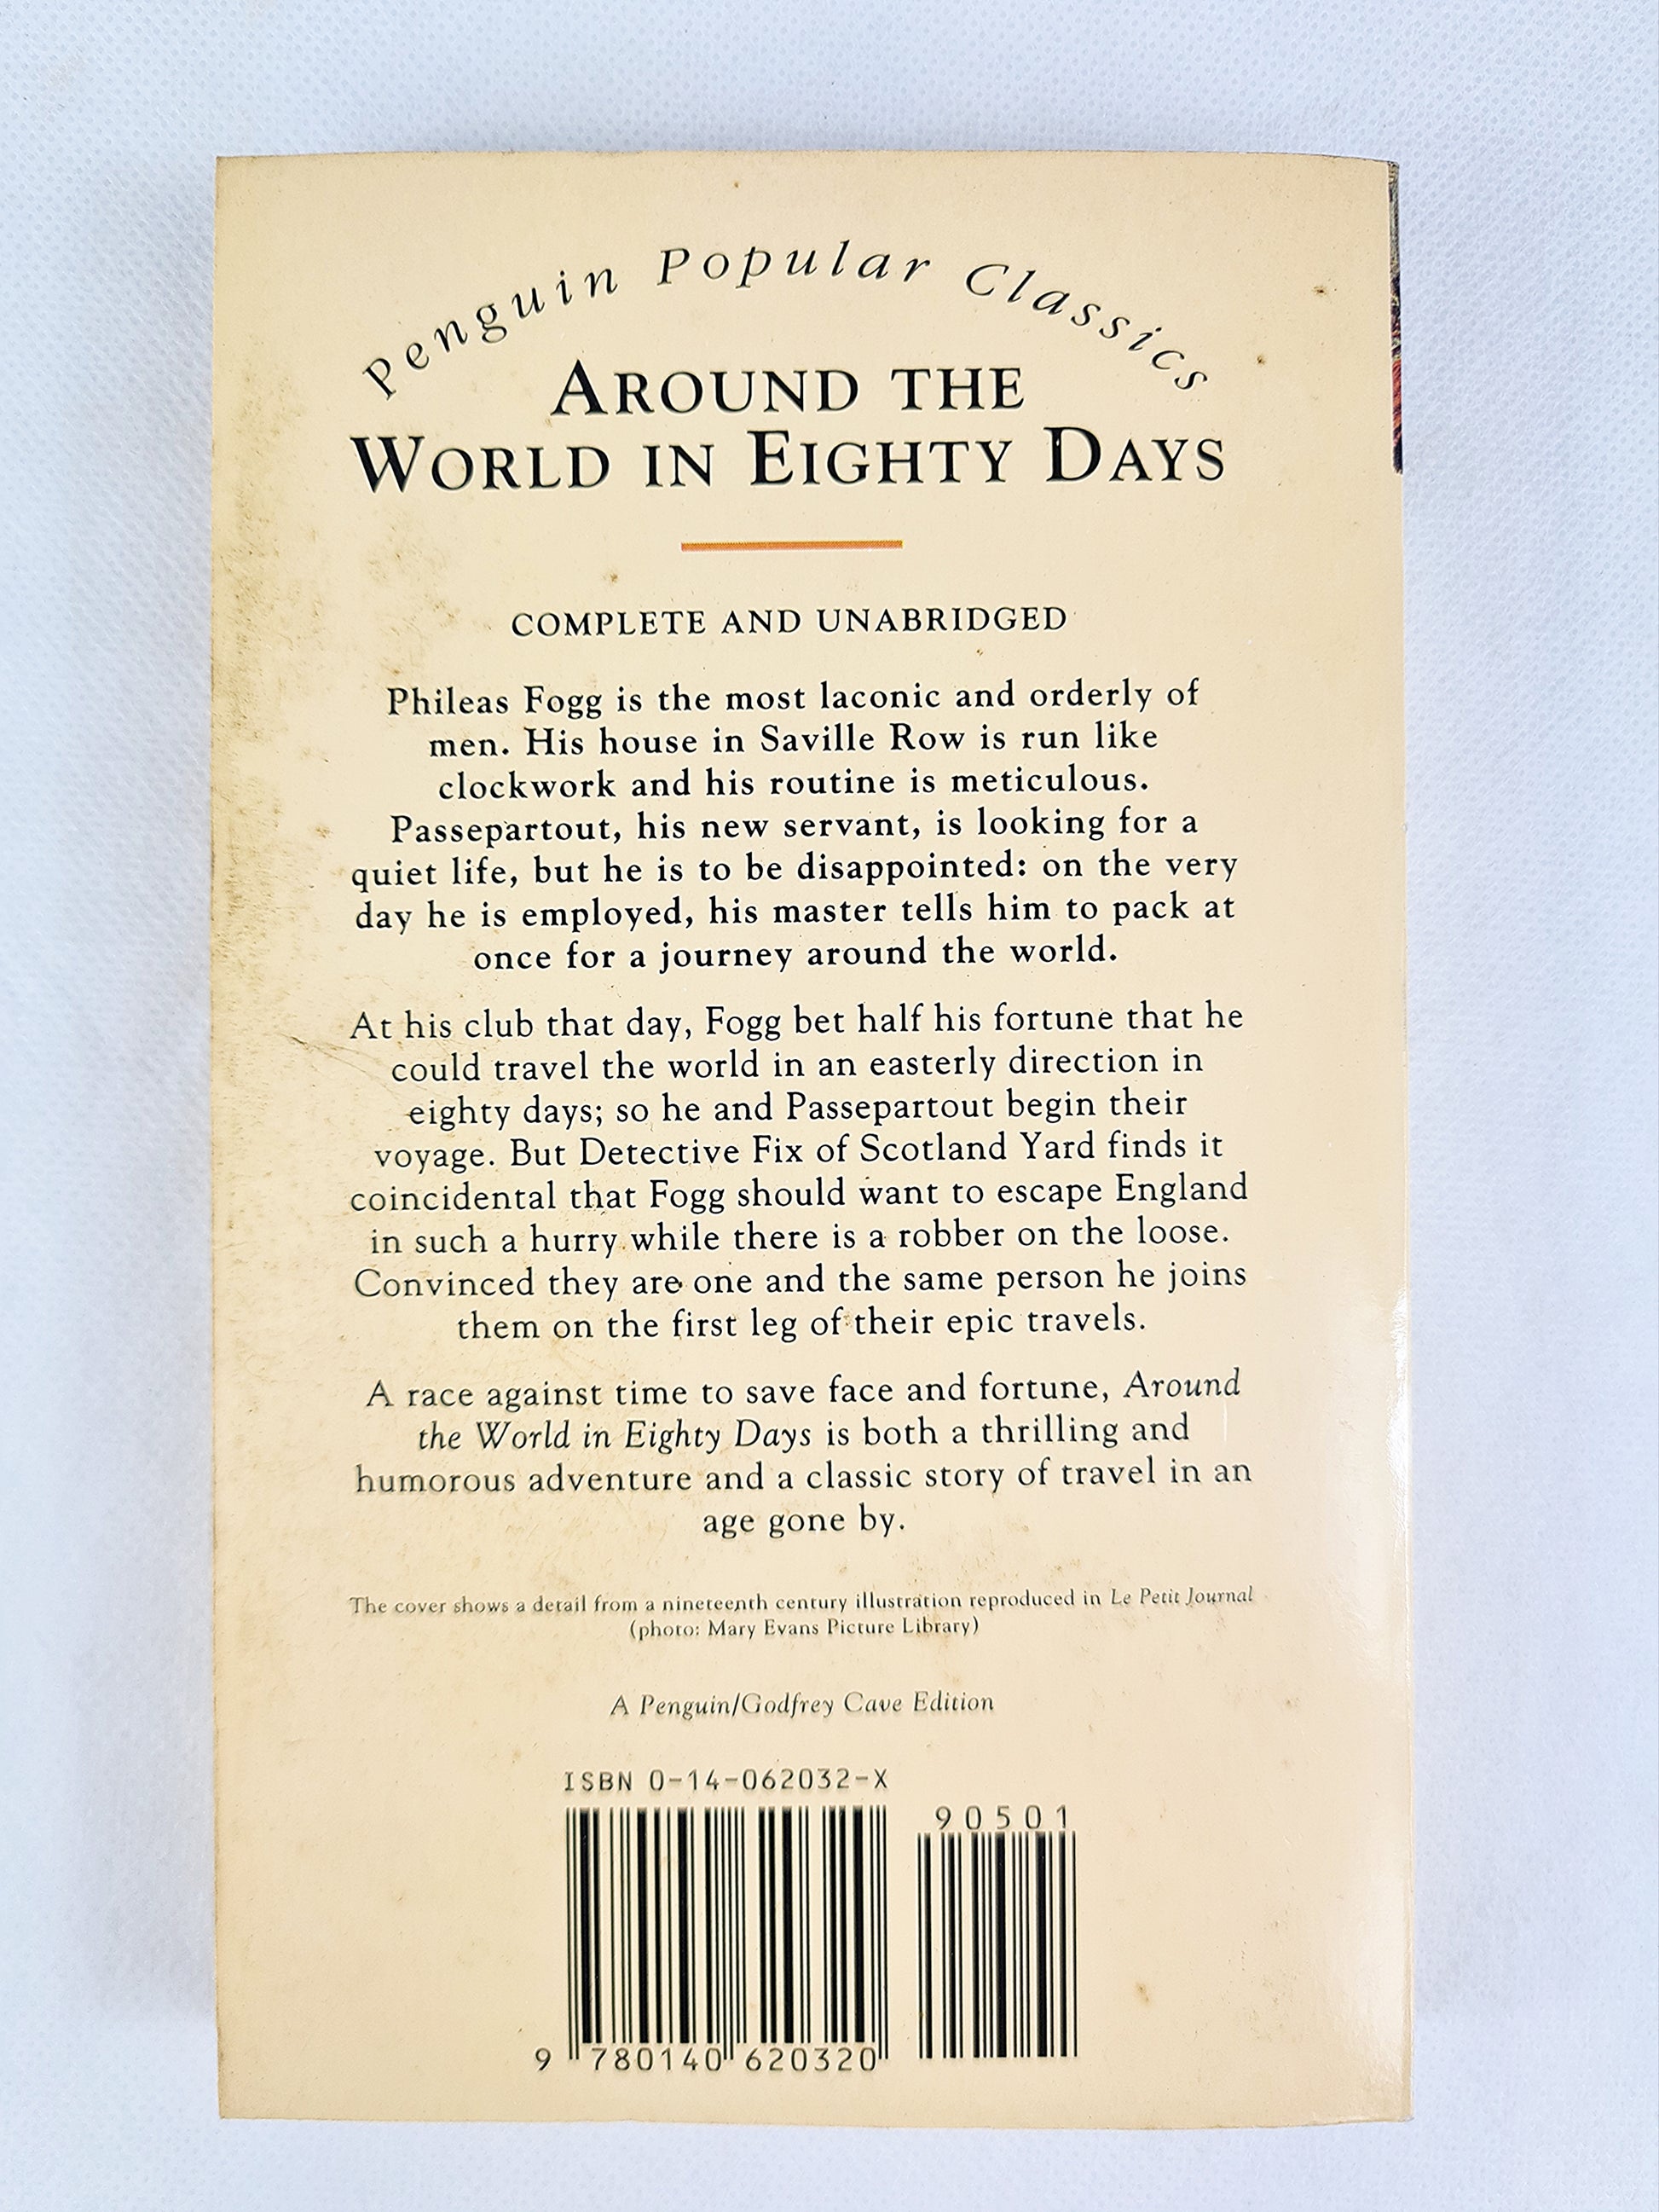 Penguin Popular Classics
AROUND THE
WORLD IN EIGHTY DAYS
COMPLETE AND UNABRIDGED
Phileas Fogg is the most laconic and orderly of
men. His house in Saville Row is run like
clockwork and his routine is meticulous.
Passepartout, his new servant, is looking for a
quiet life, but he is to be disappointed: on the very
day he is employed, his master tells him to pack at
once for a journey around the world.
At his club that day, Fogg bet half his fortune that he
could travel the world in an easterly direction in
eighty days; so he and Passepartout begin their
voyage. But Detective Fix of Scotland Yard finds it
coincidental that Fogg should want to escape England
in such a hurry while there is a robber on the loose.
Convinced they are one and the same person he joins
them on the first leg of their epic travels.
A race against time to save face and fortune, Around
the World in Eighty Days is both a thrilling and
humorous adventure and a classic story of travel in an
age gone by.
The cover shows a detail from a nineteenth century illustration reproduced in Le Petit Journal
(photo: Mary Evans Picture Library)
A Penguin/Godfrey Cave Edition
ISBN 0-14-062032-X
90501
9 780140 620320